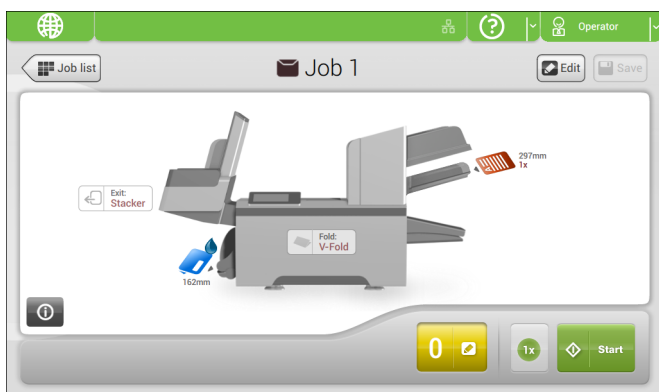 Operator
Job list
Job 1
Edit
Save
297mm
1x
Exit:
Stacker
Fold:
V-Fold
162mm
0
1x
Start